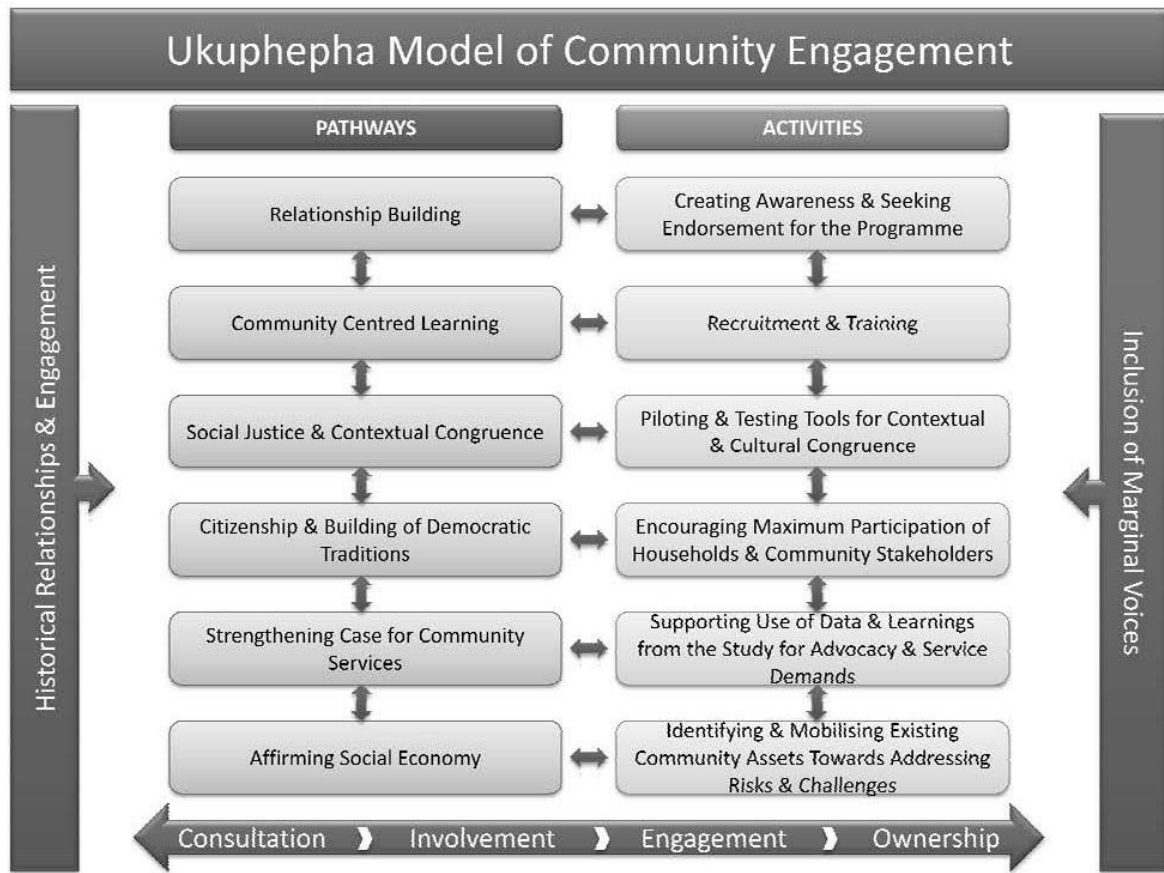 Ukuphepha Model of Community Engagement
Historical Relationships & Engagement
PATHWAYS
ACTIVITIES
Relationship Building
Creating Awareness & Seeking
Endorsement for the Programme
Community Centred Learning
Recruitment & Training
Social Justice & Contextual Congruence
Piloting & Testing Tools for Contextual
& Cultural Congruence
Citizenship & Building of Democratic
Traditions
Encouraging Maximum Participation of
Households & Community Stakeholders
Strengthening Case for Community
Services
Supporting Use of Data & Learnings
from the Study for Advocacy & Service
Demands
Affirming Social Economy
Identifying & Mobilising Existing
Community Assets Towards Addressing
Risks & Challenges
Inclusion of Marginal Voices
Consultation Involvement Engagement Ownership